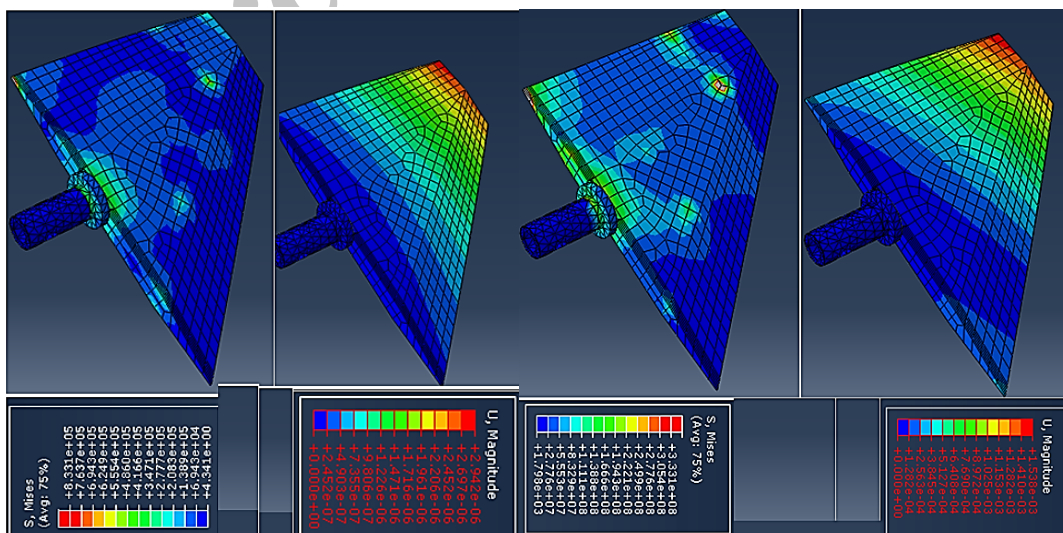 S, Mises
(Avg: 75%)
+8.331e+05
+7.637e+05
+6.943e+05
+6.249e+05
+5.554e+05
+4.860e+05
+4.166e+05
+3.471e+05
+2.777e+05
+2.083e+05
+1.389e+05
+6.943e+04
+4.341e+00
U, Magnitude
+2.942e-06
+2.697e-06
+2.452e-06
+2.206e-06
+1.961e-06
+1.716e-06
+1.471e-06
+1.226e-06
+9.806e-07
+7.355e-07
+4.903e-07
+2.452e-07
+0.000e+00
S, Mises
(Avg: 75%)
+3.331e+08
+3.054e+08
+2.776e+08
+2.499e+08
+2.221e+08
+1.943e+08
+1.666e+08
+1.388e+08
+1.111e+08
+8.329e+07
+5.553e+07
+2.776e+07
+1.798e+03
U, Magnitude
+1.538e-03
+1.410e-03
+1.282e-03
+1.153e-03
+1.025e-03
+8.972e-04
+7.690e-04
+6.408e-04
+5.127e-04
+3.845e-04
+2.563e-04
+1.282e-04
+0.000e+00